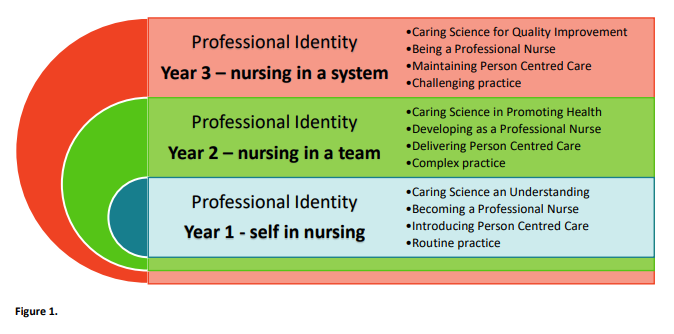 Professional Identity
Year 3 – nursing in a system
•Caring Science for Quality Improvement
•Being a Professional Nurse
•Maintaining Person Centred Care
•Challenging practice
Professional Identity
Year 2 – nursing in a team
•Caring Science in Promoting Health
•Developing as a Professional Nurse
•Delivering Person Centred Care
•Complex practice
Professional Identity
Year 1 - self in nursing
•Caring Science an Understanding
•Becoming a Professional Nurse
•Introducing Person Centred Care
•Routine practice
Figure 1.